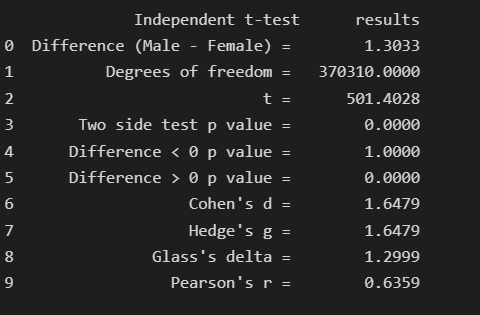 Independent t-test results
0 Difference (Male - Female) = 1.3033
1 Degrees of freedom = 370310.0000
2 t = 501.4028
3 Two side test p value = 0.0000
4 Difference < 0 p value = 1.0000
5 Difference > 0 p value = 0.0000
6 Cohen's d = 1.6479
7 Hedge's g = 1.6479
8 Glass's delta = 1.2999
9 Pearson's r = 0.6359